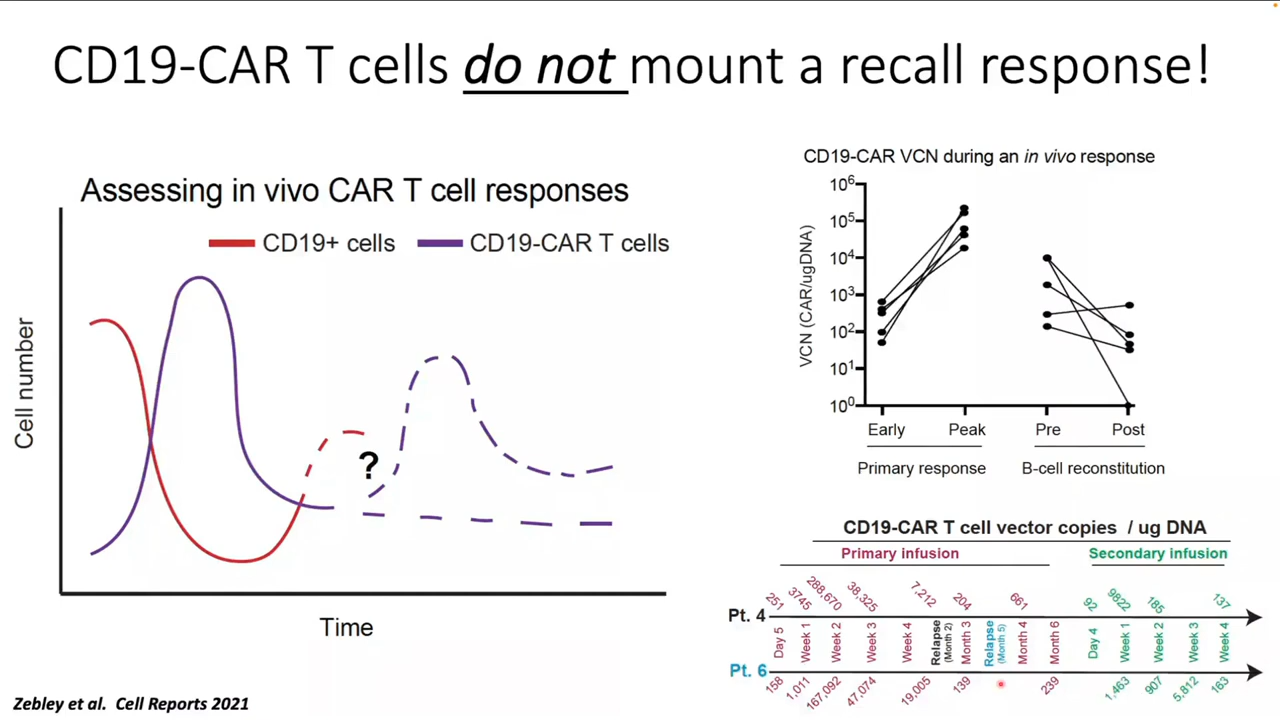 CD19-CAR T cells do not mount a recall response!
Assessing in vivo CAR T cell responses
CD19+ cells
CD19-CAR T cells
Cell number
?
Time
Zebley et al. Cell Reports 2021
CD19-CAR VCN during an in vivo response
VCN (CAR/ugDNA)
10⁶
10⁵
10⁴
10³
10²
10¹
10⁰
Early Peak Pre Post
Primary response B-cell reconstitution
CD19-CAR T cell vector copies / ug DNA
Primary infusion Secondary infusion
251 3745 288,670 38,325 7,212 204 661 92 9822 185 137
Pt. 4
Day 5 Week 1 Week 2 Week 3 Week 4 Relapse (Month 2) Month 3 Relapse (Month 5) Month 4 Month 6 Day 4 Week 1 Week 2 Week 3 Week 4
Pt. 6
158 1,011 167,092 47,074 19,005 139 239 1,463 907 5,812 163